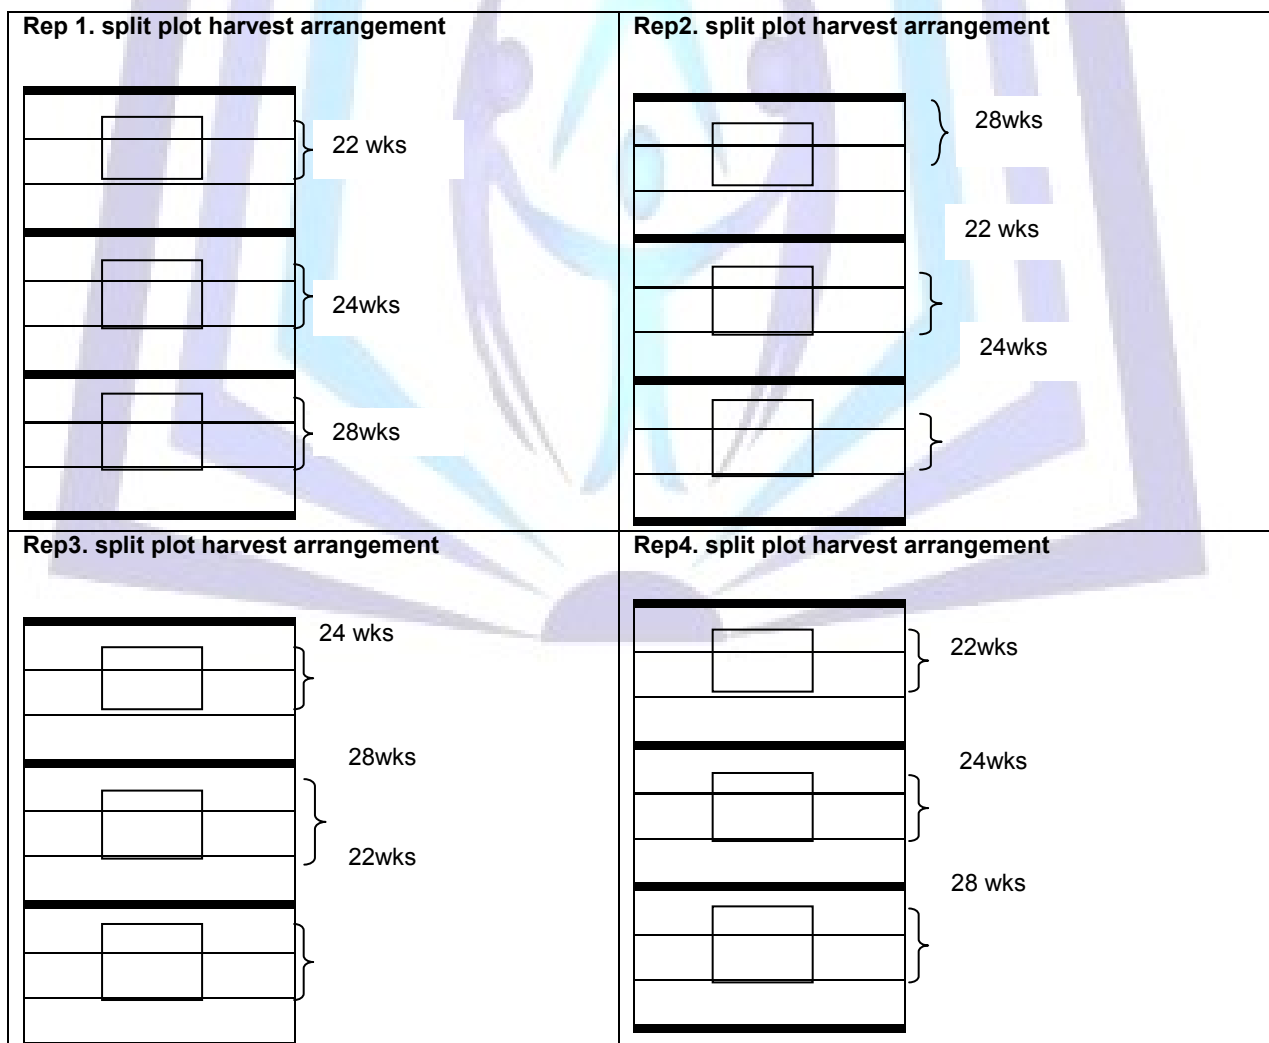 Rep 1. split plot harvest arrangement
22 wks
24wks
28wks
Rep2. split plot harvest arrangement
28wks
22 wks
24wks
Rep3. split plot harvest arrangement
24 wks
28wks
22wks
Rep4. split plot harvest arrangement
22wks
24wks
28 wks